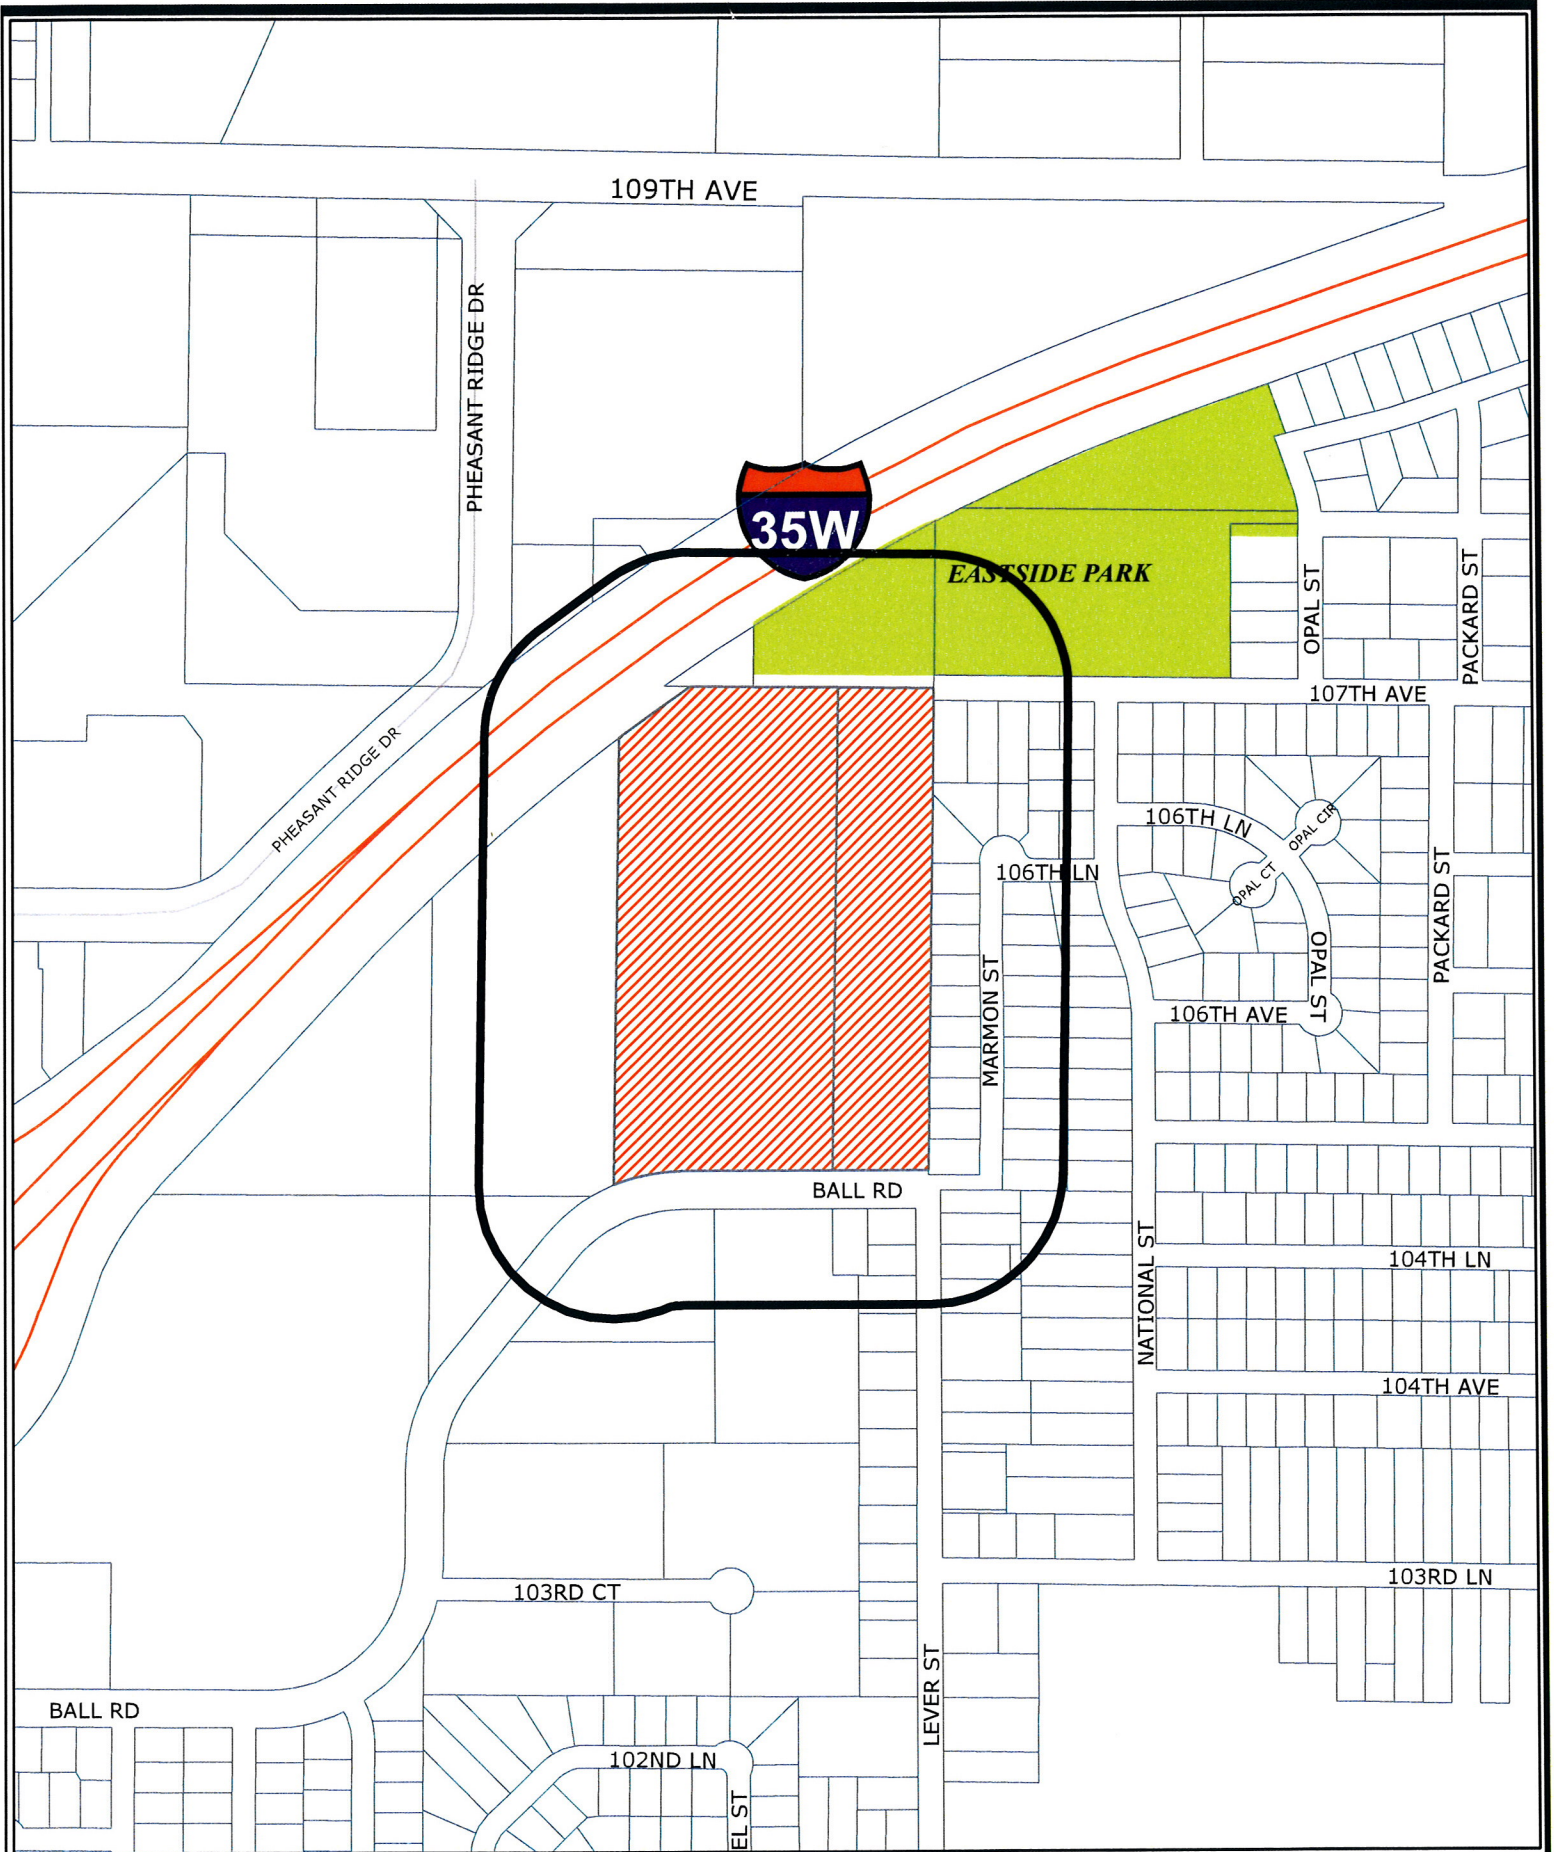 109TH AVE
PHEASANT RIDGE DR
35W
EASTSIDE PARK
OPAL ST
PACKARD ST
107TH AVE
PHEASANT RIDGE DR
106TH LN
OPAL CIR
106TH LN
OPAL CT
PACKARD ST
OPAL ST
MARMON ST
106TH AVE
BALL RD
NATIONAL ST
104TH LN
104TH AVE
103RD CT
103RD LN
LEVER ST
BALL RD
102ND LN
EL ST